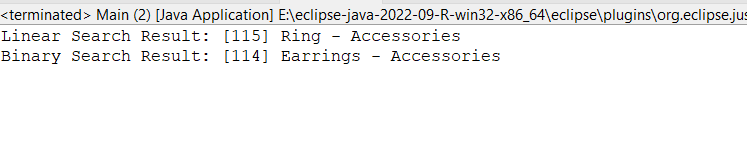 <terminated> Main (2) [Java Application] E:\eclipse-java-2022-09-R-win32-x86_64\eclipse\plugins\org.eclipse.jus
Linear Search Result: [115] Ring - Accessories
Binary Search Result: [114] Earrings - Accessories